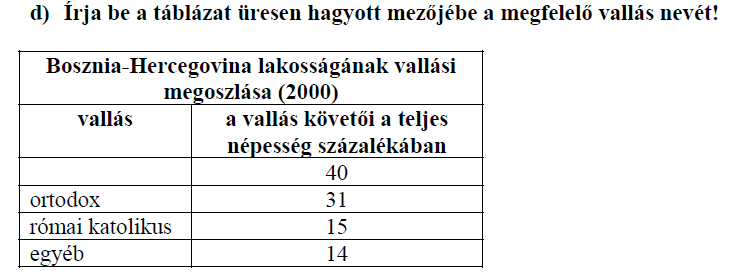 d) Írja be a táblázat üresen hagyott mezőjébe a megfelelő vallás nevét!
Bosznia-Hercegovina lakosságának vallási
megoszlása (2000)
vallás a vallás követői a teljes
népesség százalékában
40
ortodox 31
római katolikus 15
egyéb 14